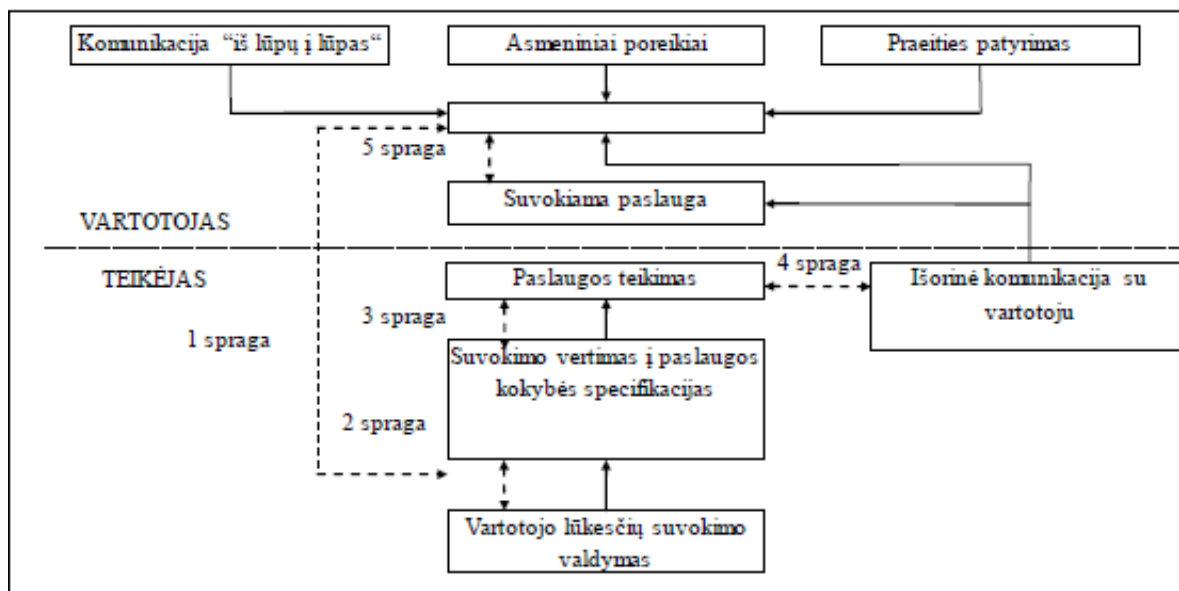 Komunikacija “iš lūpų į lūpas“
Asmeniniai poreikiai
Praeities patyrimas
5 spraga
Suvokiama paslauga
VARTOTOJAS
TEIKĖJAS
Paslaugos teikimas
4 spraga
Išorinė komunikacija su
vartotoju
3 spraga
1 spraga
Suvokimo vertimas į paslaugos
kokybės specifikacijas
2 spraga
Vartotojo lūkesčių suvokimo
valdymas